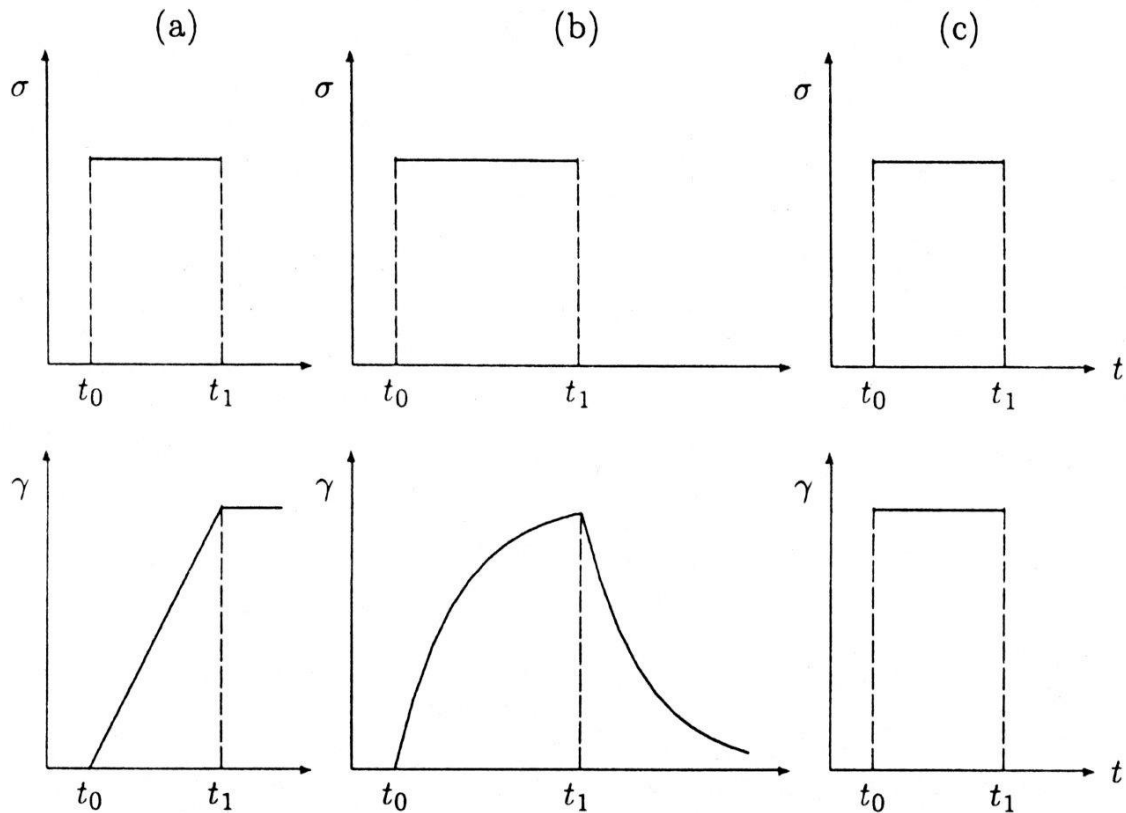 (a) (b) (c)
σ σ σ
t₀ t₁ t₀ t₁ t₀ t₁ t
γ γ γ
t₀ t₁ t₀ t₁ t₀ t₁ t